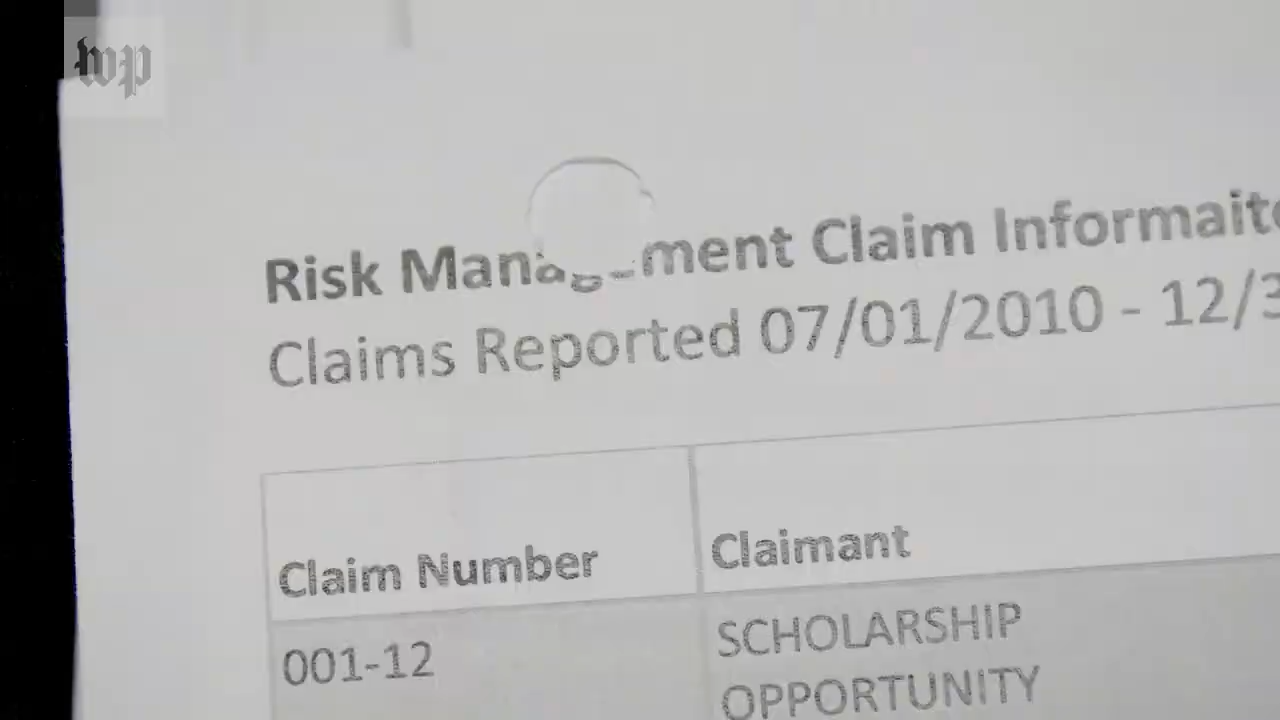 wp
Risk Management Claim Informaito
Claims Reported 07/01/2010 - 12/3
Claim Number
Claimant
001-12
SCHOLARSHIP
OPPORTUNITY